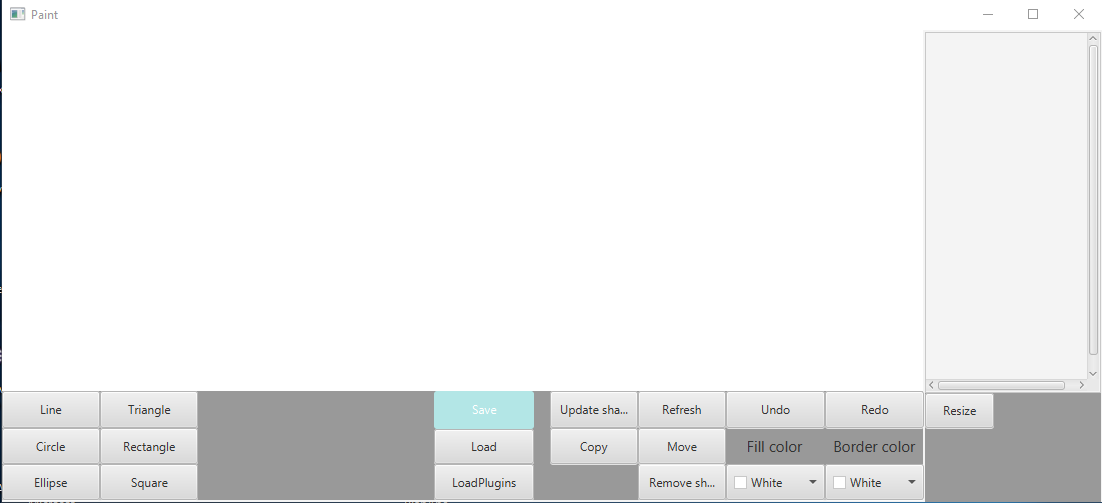 Paint
Line Triangle Save Update sha... Refresh Undo Redo Resize
Circle Rectangle Load Copy Move Fill color Border color
Ellipse Square LoadPlugins Remove sh... White White